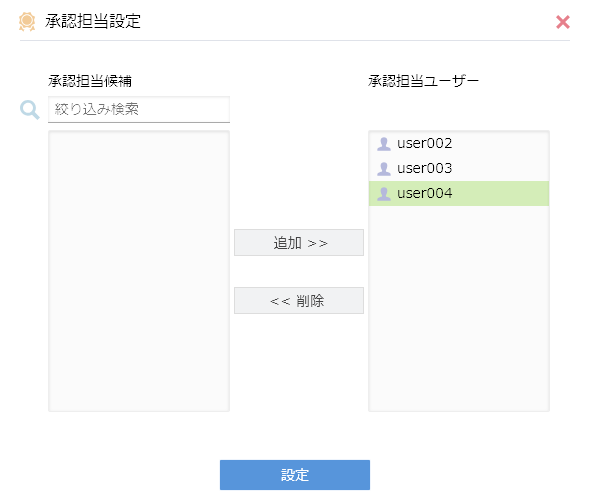 承認担当設定
承認担当候補
承認担当ユーザー
絞り込み検索
user002
user003
user004
追加 >>
<< 削除
設定